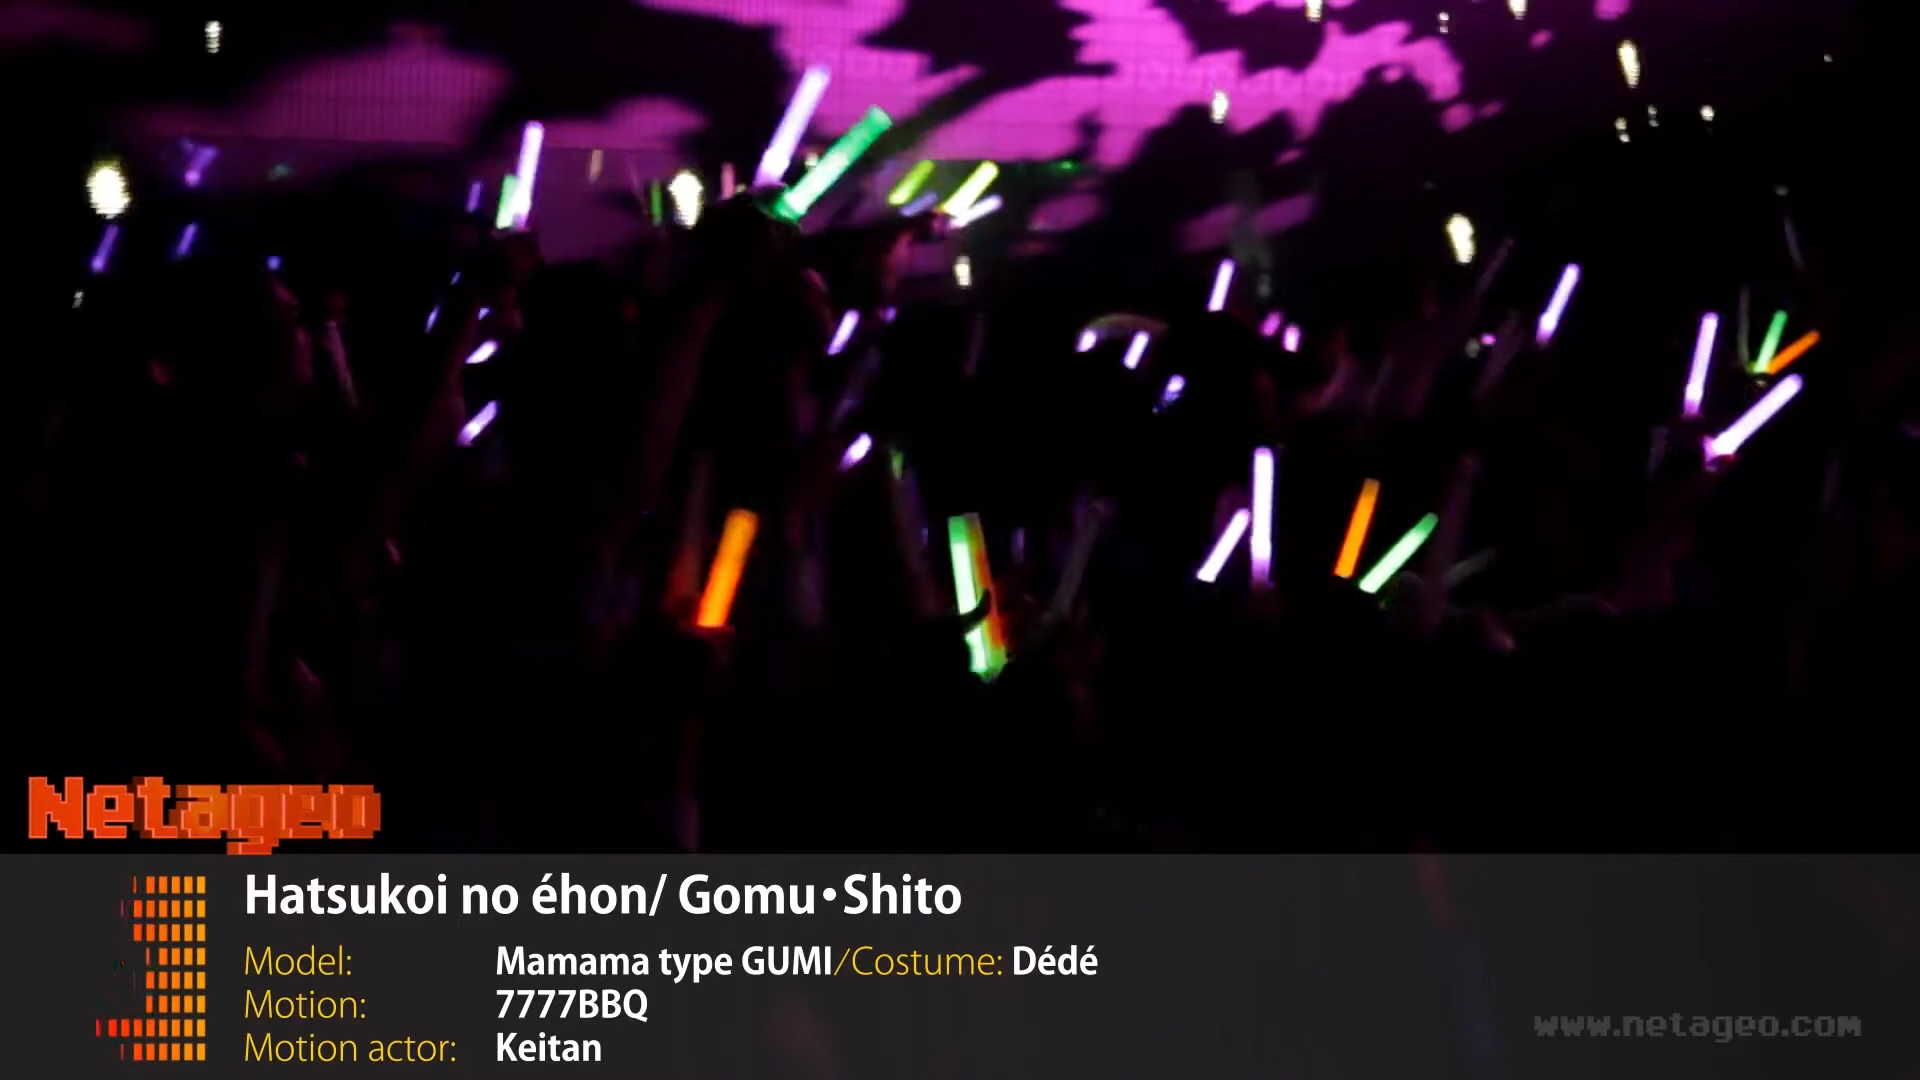 Netageo
Hatsukoi no éhon/ Gomu•Shito
Model: Mamama type GUMI/Costume: Dédé
Motion: 7777BBQ
Motion actor: Keitan
www.netageo.com